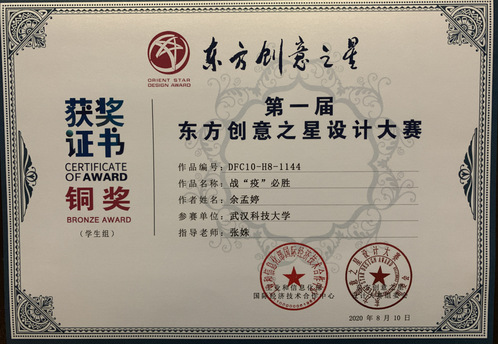 东方创意之星
ORIENT STAR
DESIGN AWARD
获奖
证书
CERTIFICATE
OF AWARD
铜奖
BRONZE AWARD
(学生组)
第一届
东方创意之星设计大赛
作品编号:DFC10-H8-1144
作品名称:战“疫”必胜
作者姓名:余孟婷
参赛单位:武汉科技大学
指导老师:张姝
国际经济技术合作中心
2020年8月10日